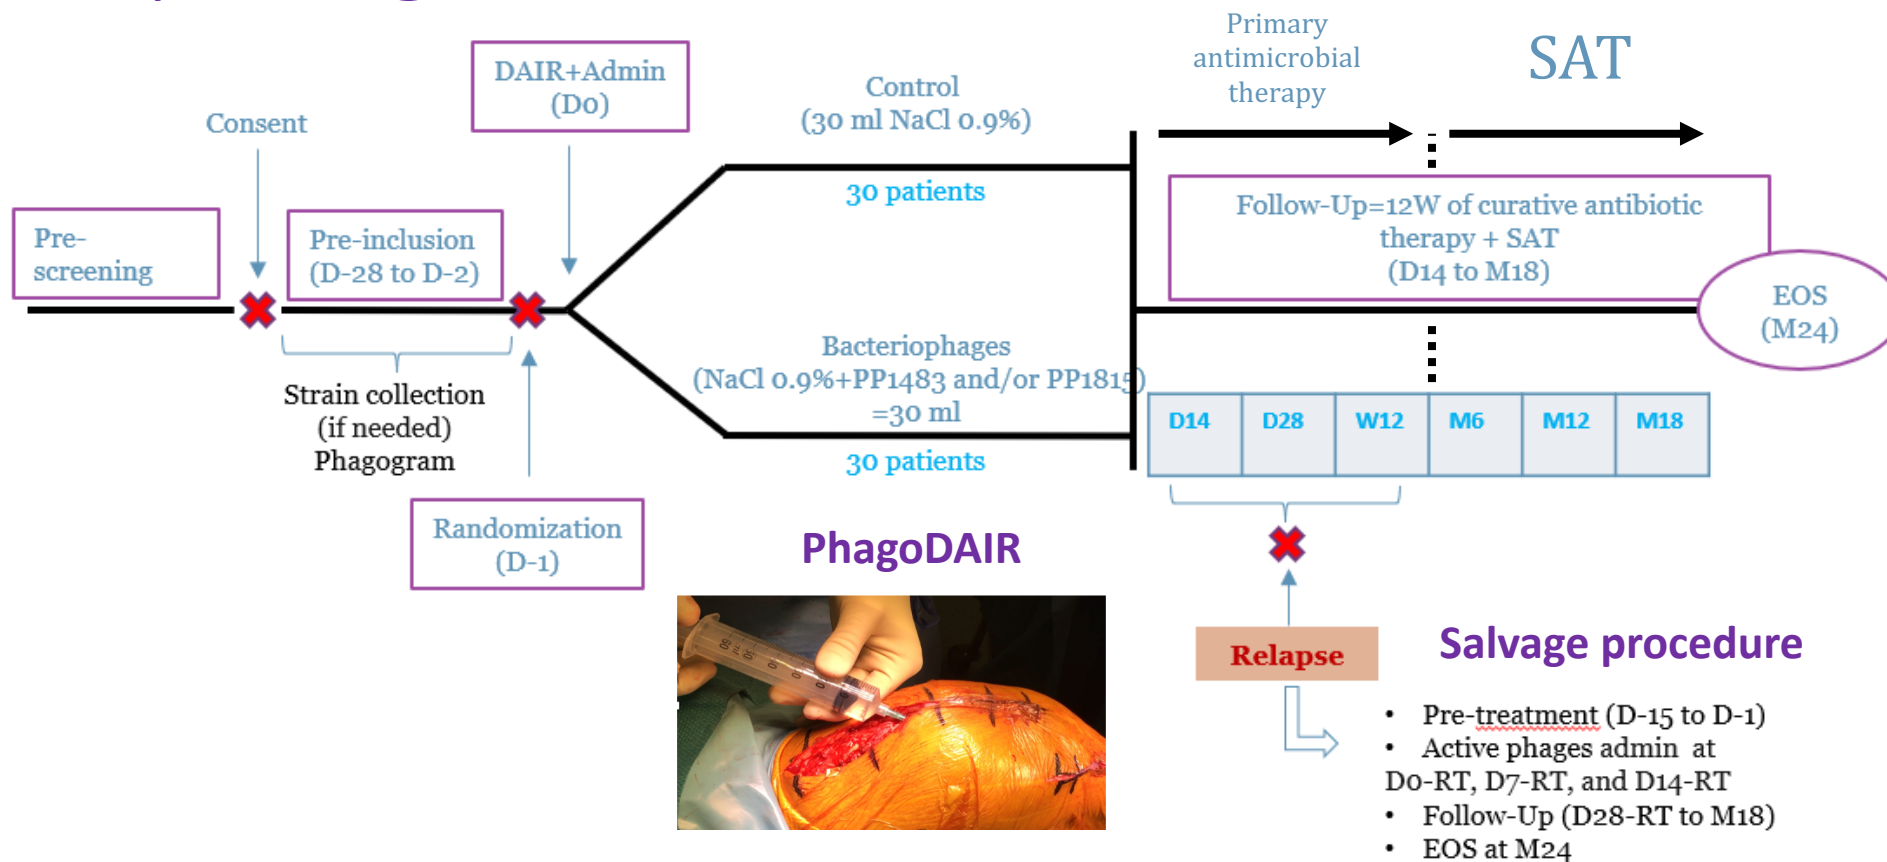 Primary
antimicrobial
therapy
SAT
DAIR+Admin
(D0)
Consent
Control
(30 ml NaCl 0.9%)
30 patients
Pre-
screening
Pre-inclusion
(D-28 to D-2)
Follow-Up=12W of curative antibiotic
therapy + SAT
(D14 to M18)
EOS
(M24)
Strain collection
(if needed)
Phagogram
Bacteriophages
(NaCl 0.9%+PP1483 and/or PP1815)
=30 ml
30 patients
D14 D28 W12 M6 M12 M18
Randomization
(D-1)
PhagoDAIR
Relapse
Salvage procedure
• Pre-treatment (D-15 to D-1)
• Active phages admin at
D0-RT, D7-RT, and D14-RT
• Follow-Up (D28-RT to M18)
• EOS at M24